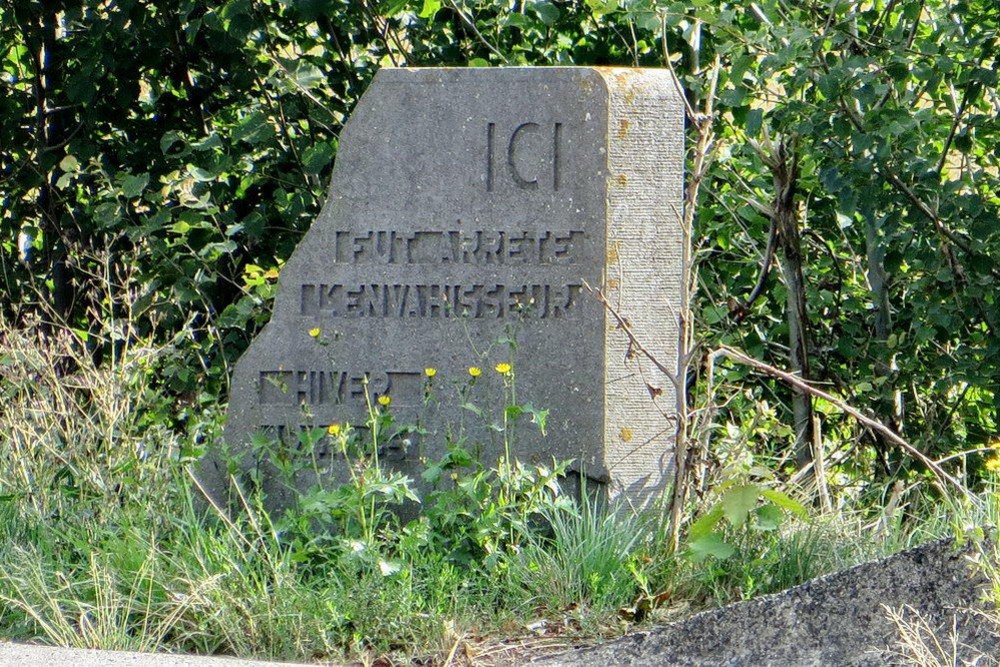 ICI
FUT ARRETE
L'ENVAHISSEUR
HIVER